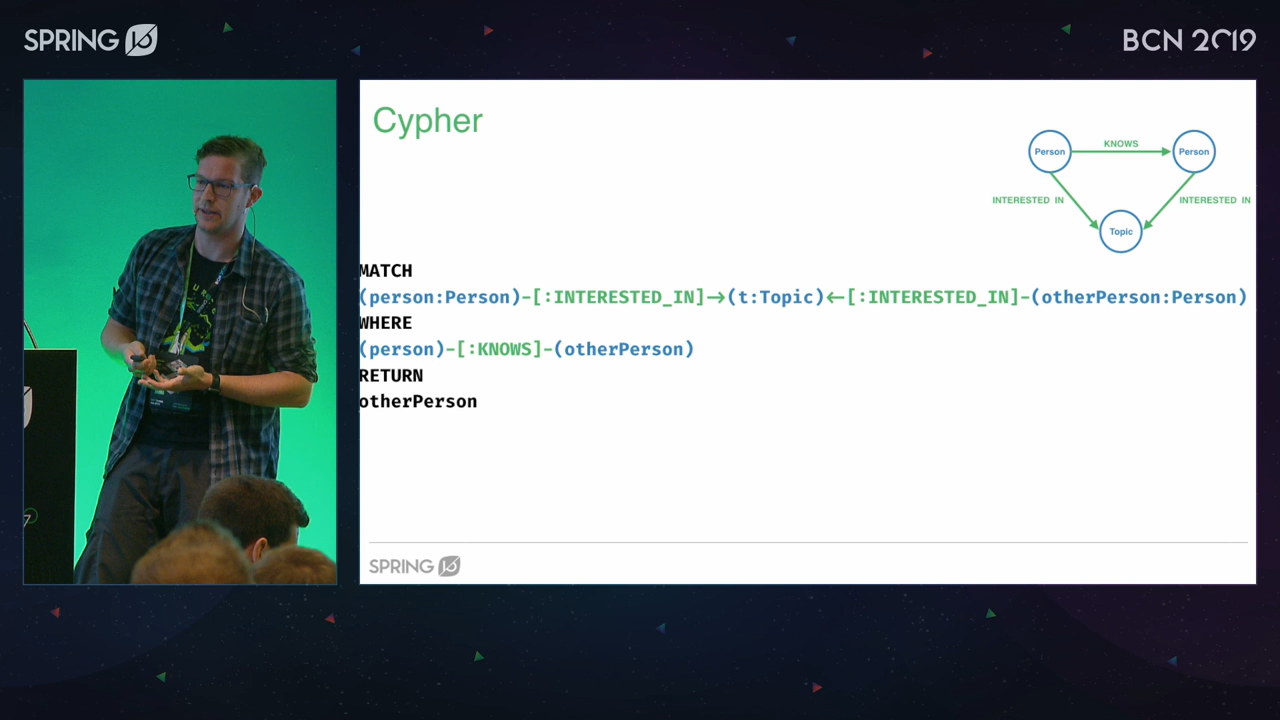 SPRING
BCN 2019
Cypher
Person
KNOWS
Person
INTERESTED IN
INTERESTED IN
Topic
MATCH
(person:Person)-[:INTERESTED_IN]→(t:Topic)←[:INTERESTED_IN]-(otherPerson:Person)
WHERE
(person)-[:KNOWS]-(otherPerson)
RETURN
otherPerson
SPRING